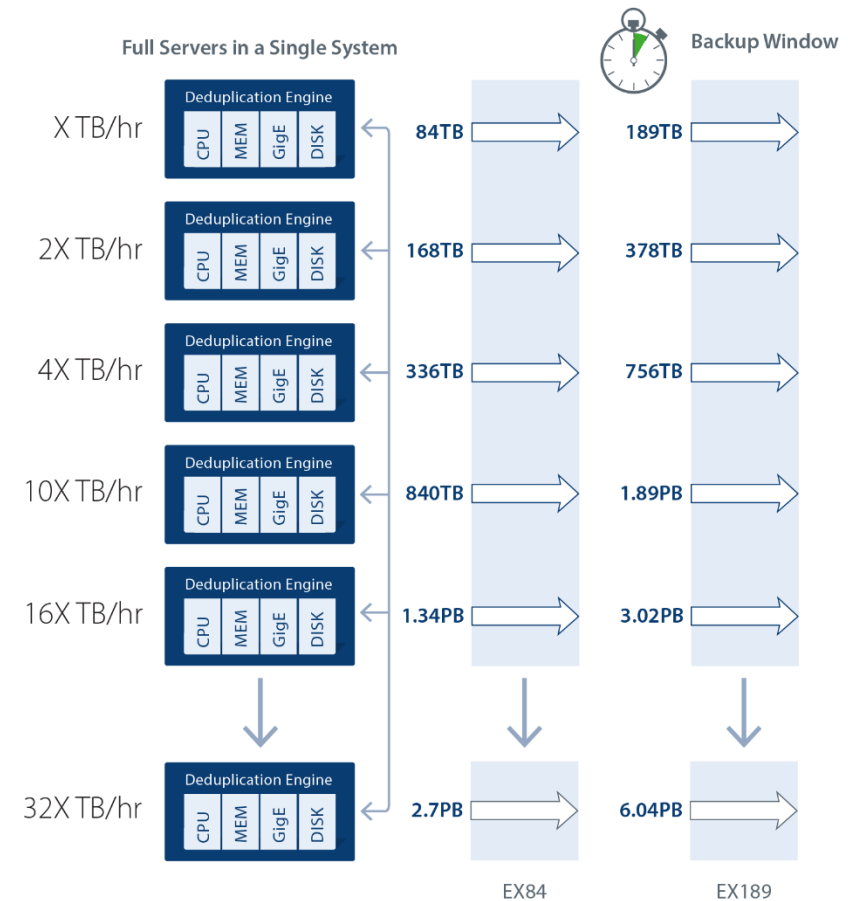 Full Servers in a Single System
Backup Window
X TB/hr
Deduplication Engine
CPU
MEM
GigE
DISK
84TB
189TB
2X TB/hr
Deduplication Engine
CPU
MEM
GigE
DISK
168TB
378TB
4X TB/hr
Deduplication Engine
CPU
MEM
GigE
DISK
336TB
756TB
10X TB/hr
Deduplication Engine
CPU
MEM
GigE
DISK
840TB
1.89PB
16X TB/hr
Deduplication Engine
CPU
MEM
GigE
DISK
1.34PB
3.02PB
32X TB/hr
Deduplication Engine
CPU
MEM
GigE
DISK
2.7PB
6.04PB
EX84
EX189